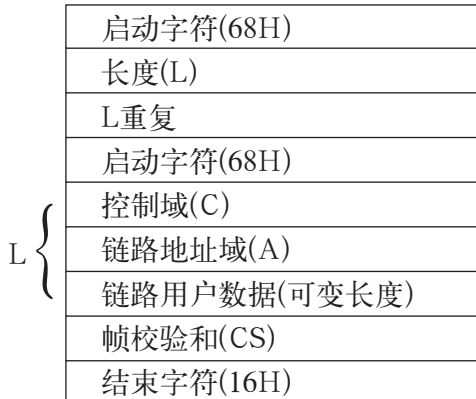 启动字符(68H)
长度(L)
L重复
启动字符(68H)
控制域(C)
L
链路地址域(A)
链路用户数据(可变长度)
帧校验和(CS)
结束字符(16H)